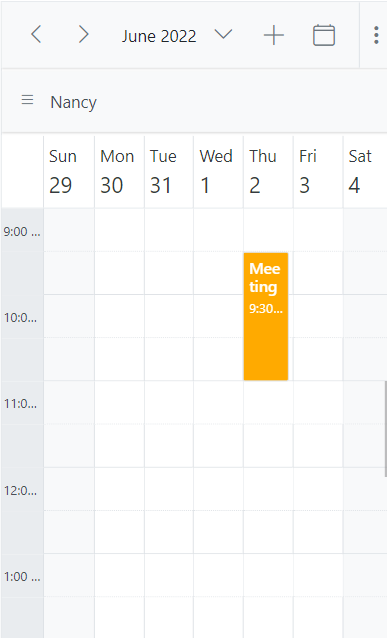 June 2022
Nancy
Sun Mon Tue Wed Thu Fri Sat
29 30 31 1 2 3 4
9:00 ...
Mee
ting
9:30...
10:0...
11:0...
12:0...
1:00 ...